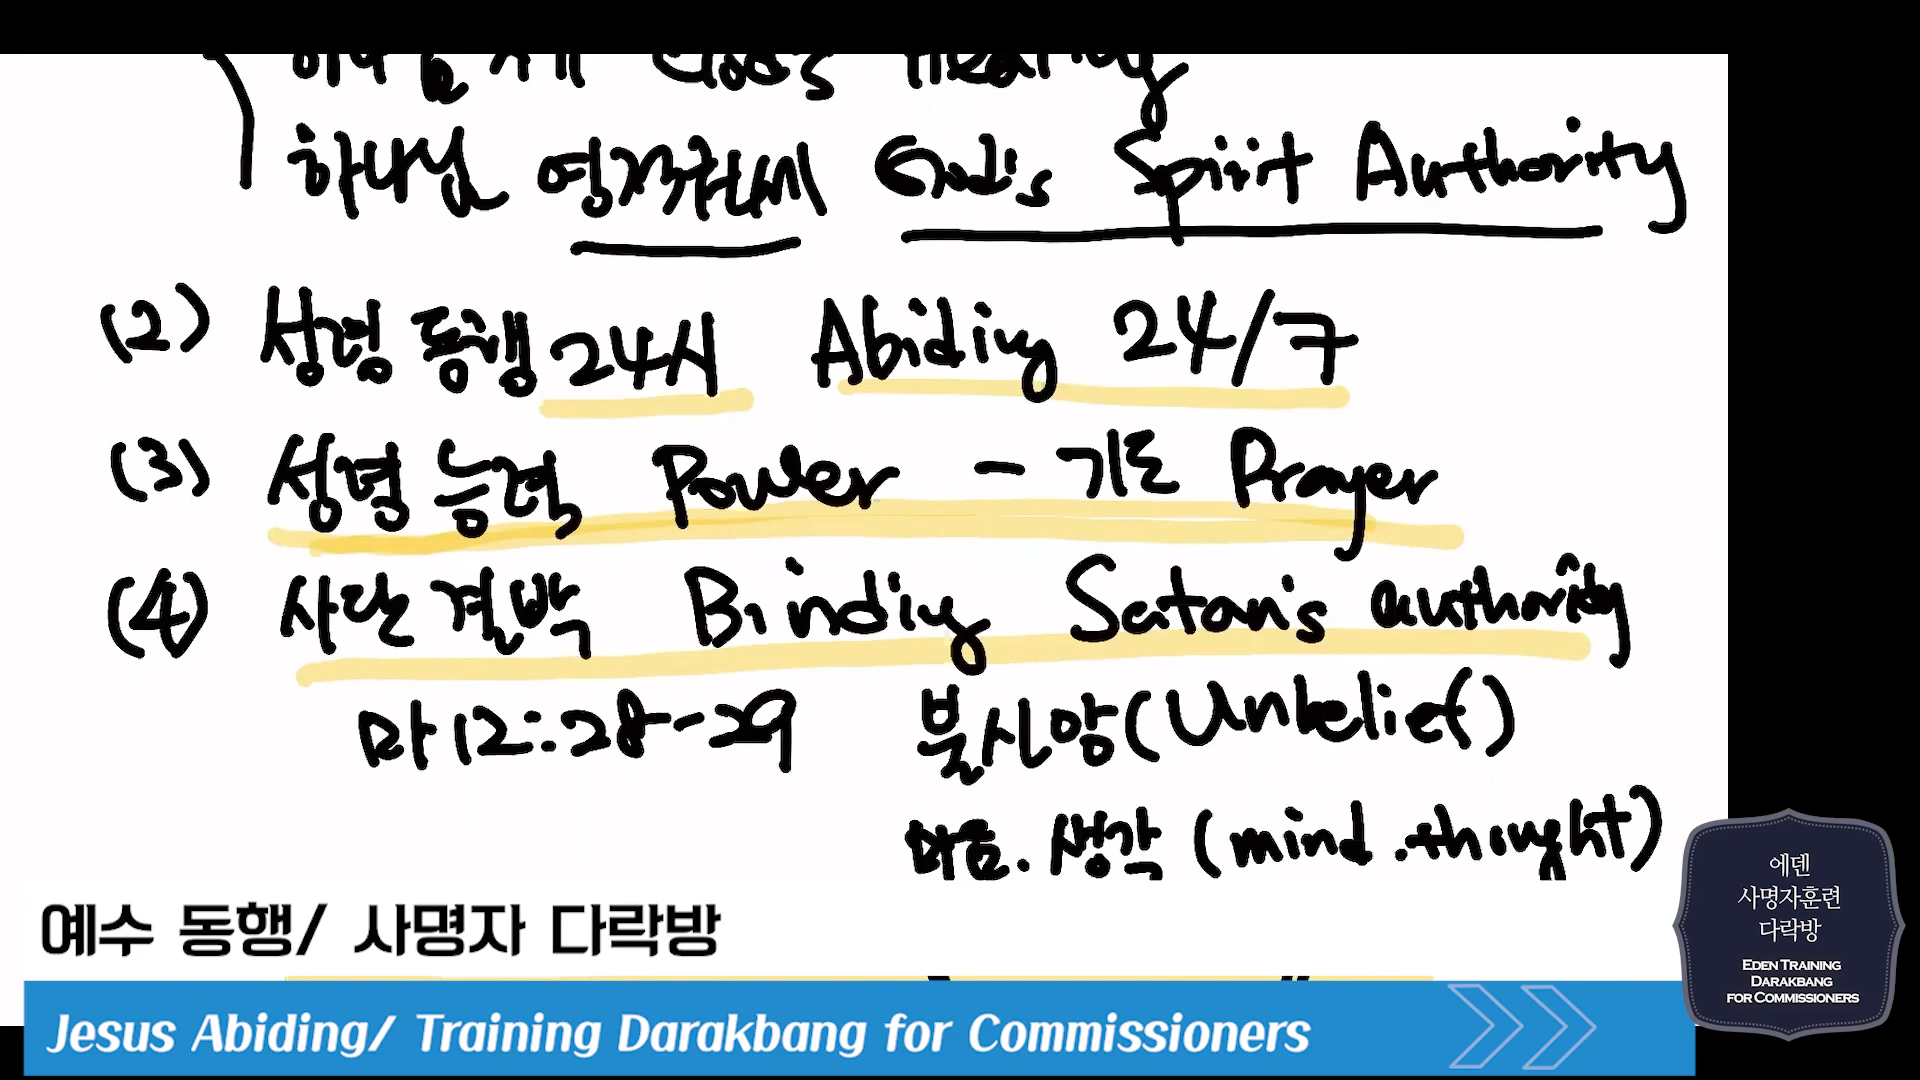 하나님 영적권세 God's Spirit Authority
(2) 성령 동행 24시 Abiding 24/7
(3) 성령 능력 Power - 기도 Prayer
(4) 사단 결박 Binding Satan's authority
마 12:28-29 불신앙 (Unbelief)
마음. 생각 (mind. thought)
예수 동행/ 사명자 다락방
Jesus Abiding/ Training Darakbang for Commissioners
에덴
사명자훈련
다락방
EDEN TRAINING
DARAKBANG
FOR COMMISSIONERS